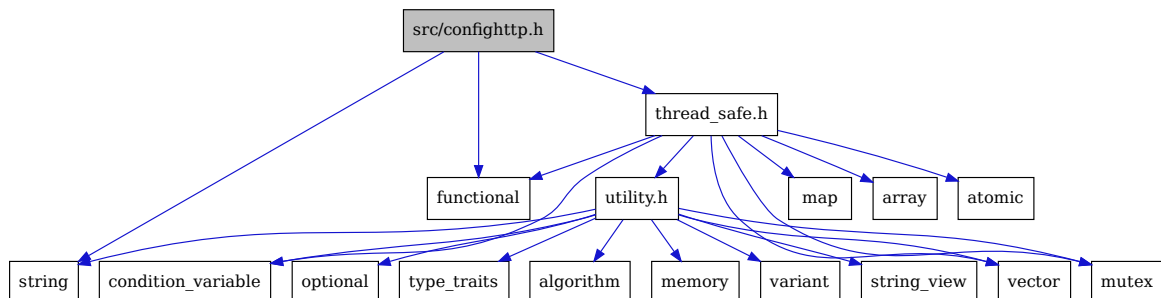 src/confighttp.h
thread_safe.h
functional
utility.h
map
array
atomic
string
condition_variable
optional
type_traits
algorithm
memory
variant
string_view
vector
mutex